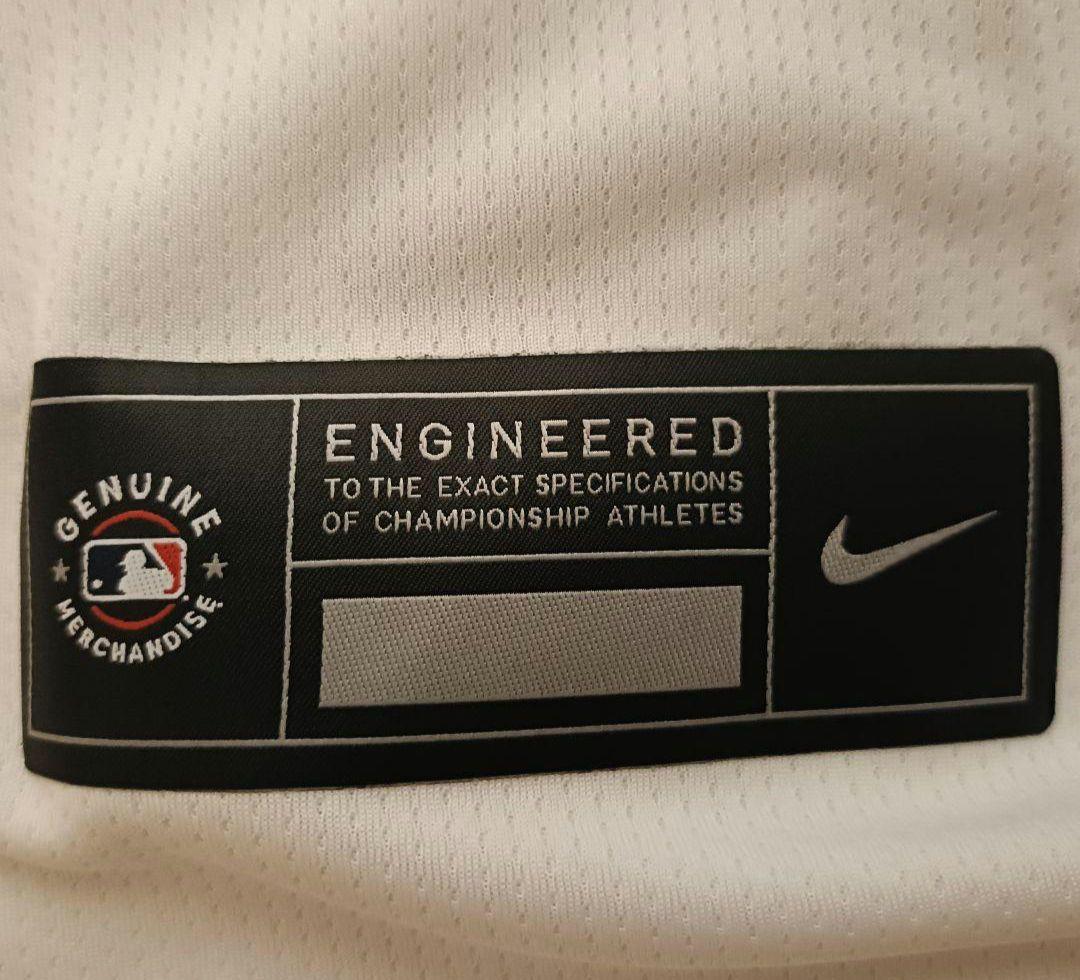 GENUINE
MERCHANDISE
ENGINEERED
TO THE EXACT SPECIFICATIONS
OF CHAMPIONSHIP ATHLETES